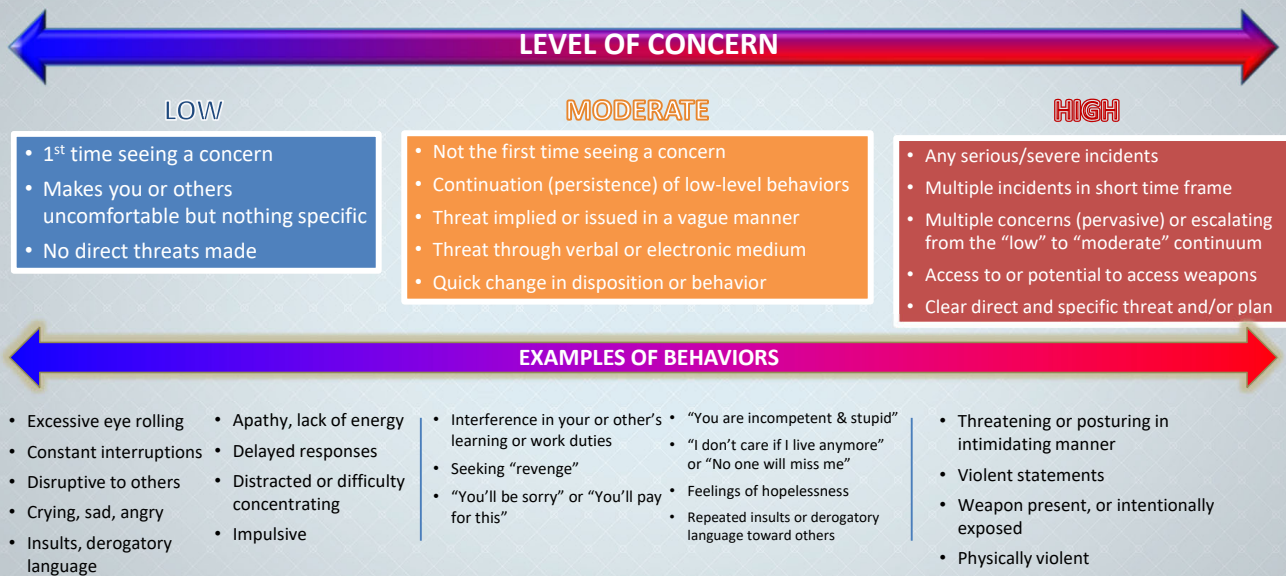 LEVEL OF CONCERN
LOW
• 1st time seeing a concern
• Makes you or others
uncomfortable but nothing specific
• No direct threats made
MODERATE
• Not the first time seeing a concern
• Continuation (persistence) of low-level behaviors
• Threat implied or issued in a vague manner
• Threat through verbal or electronic medium
• Quick change in disposition or behavior
HIGH
• Any serious/severe incidents
• Multiple incidents in short time frame
• Multiple concerns (pervasive) or escalating
from the “low” to “moderate” continuum
• Access to or potential to access weapons
• Clear direct and specific threat and/or plan
EXAMPLES OF BEHAVIORS
• Excessive eye rolling
• Constant interruptions
• Disruptive to others
• Crying, sad, angry
• Insults, derogatory
language
• Apathy, lack of energy
• Delayed responses
• Distracted or difficulty
concentrating
• Impulsive
• Interference in your or other’s
learning or work duties
• Seeking “revenge”
• “You’ll be sorry” or “You’ll pay
for this”
• “You are incompetent & stupid”
• “I don’t care if I live anymore”
or “No one will miss me”
• Feelings of hopelessness
• Repeated insults or derogatory
language toward others
• Threatening or posturing in
intimidating manner
• Violent statements
• Weapon present, or intentionally
exposed
• Physically violent